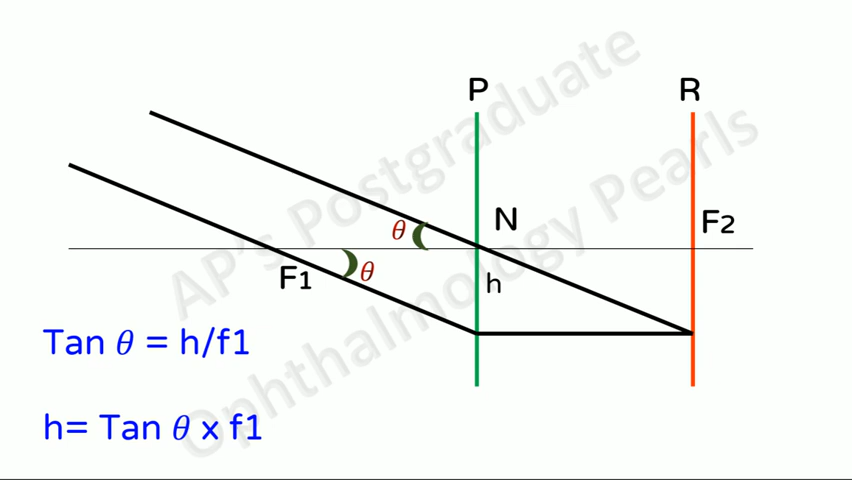 P
R
θ
N
F2
F1
θ
h
Tan θ = h/f1
h= Tan θ x f1
AP's Postgraduate
Ophthalmology Pearls